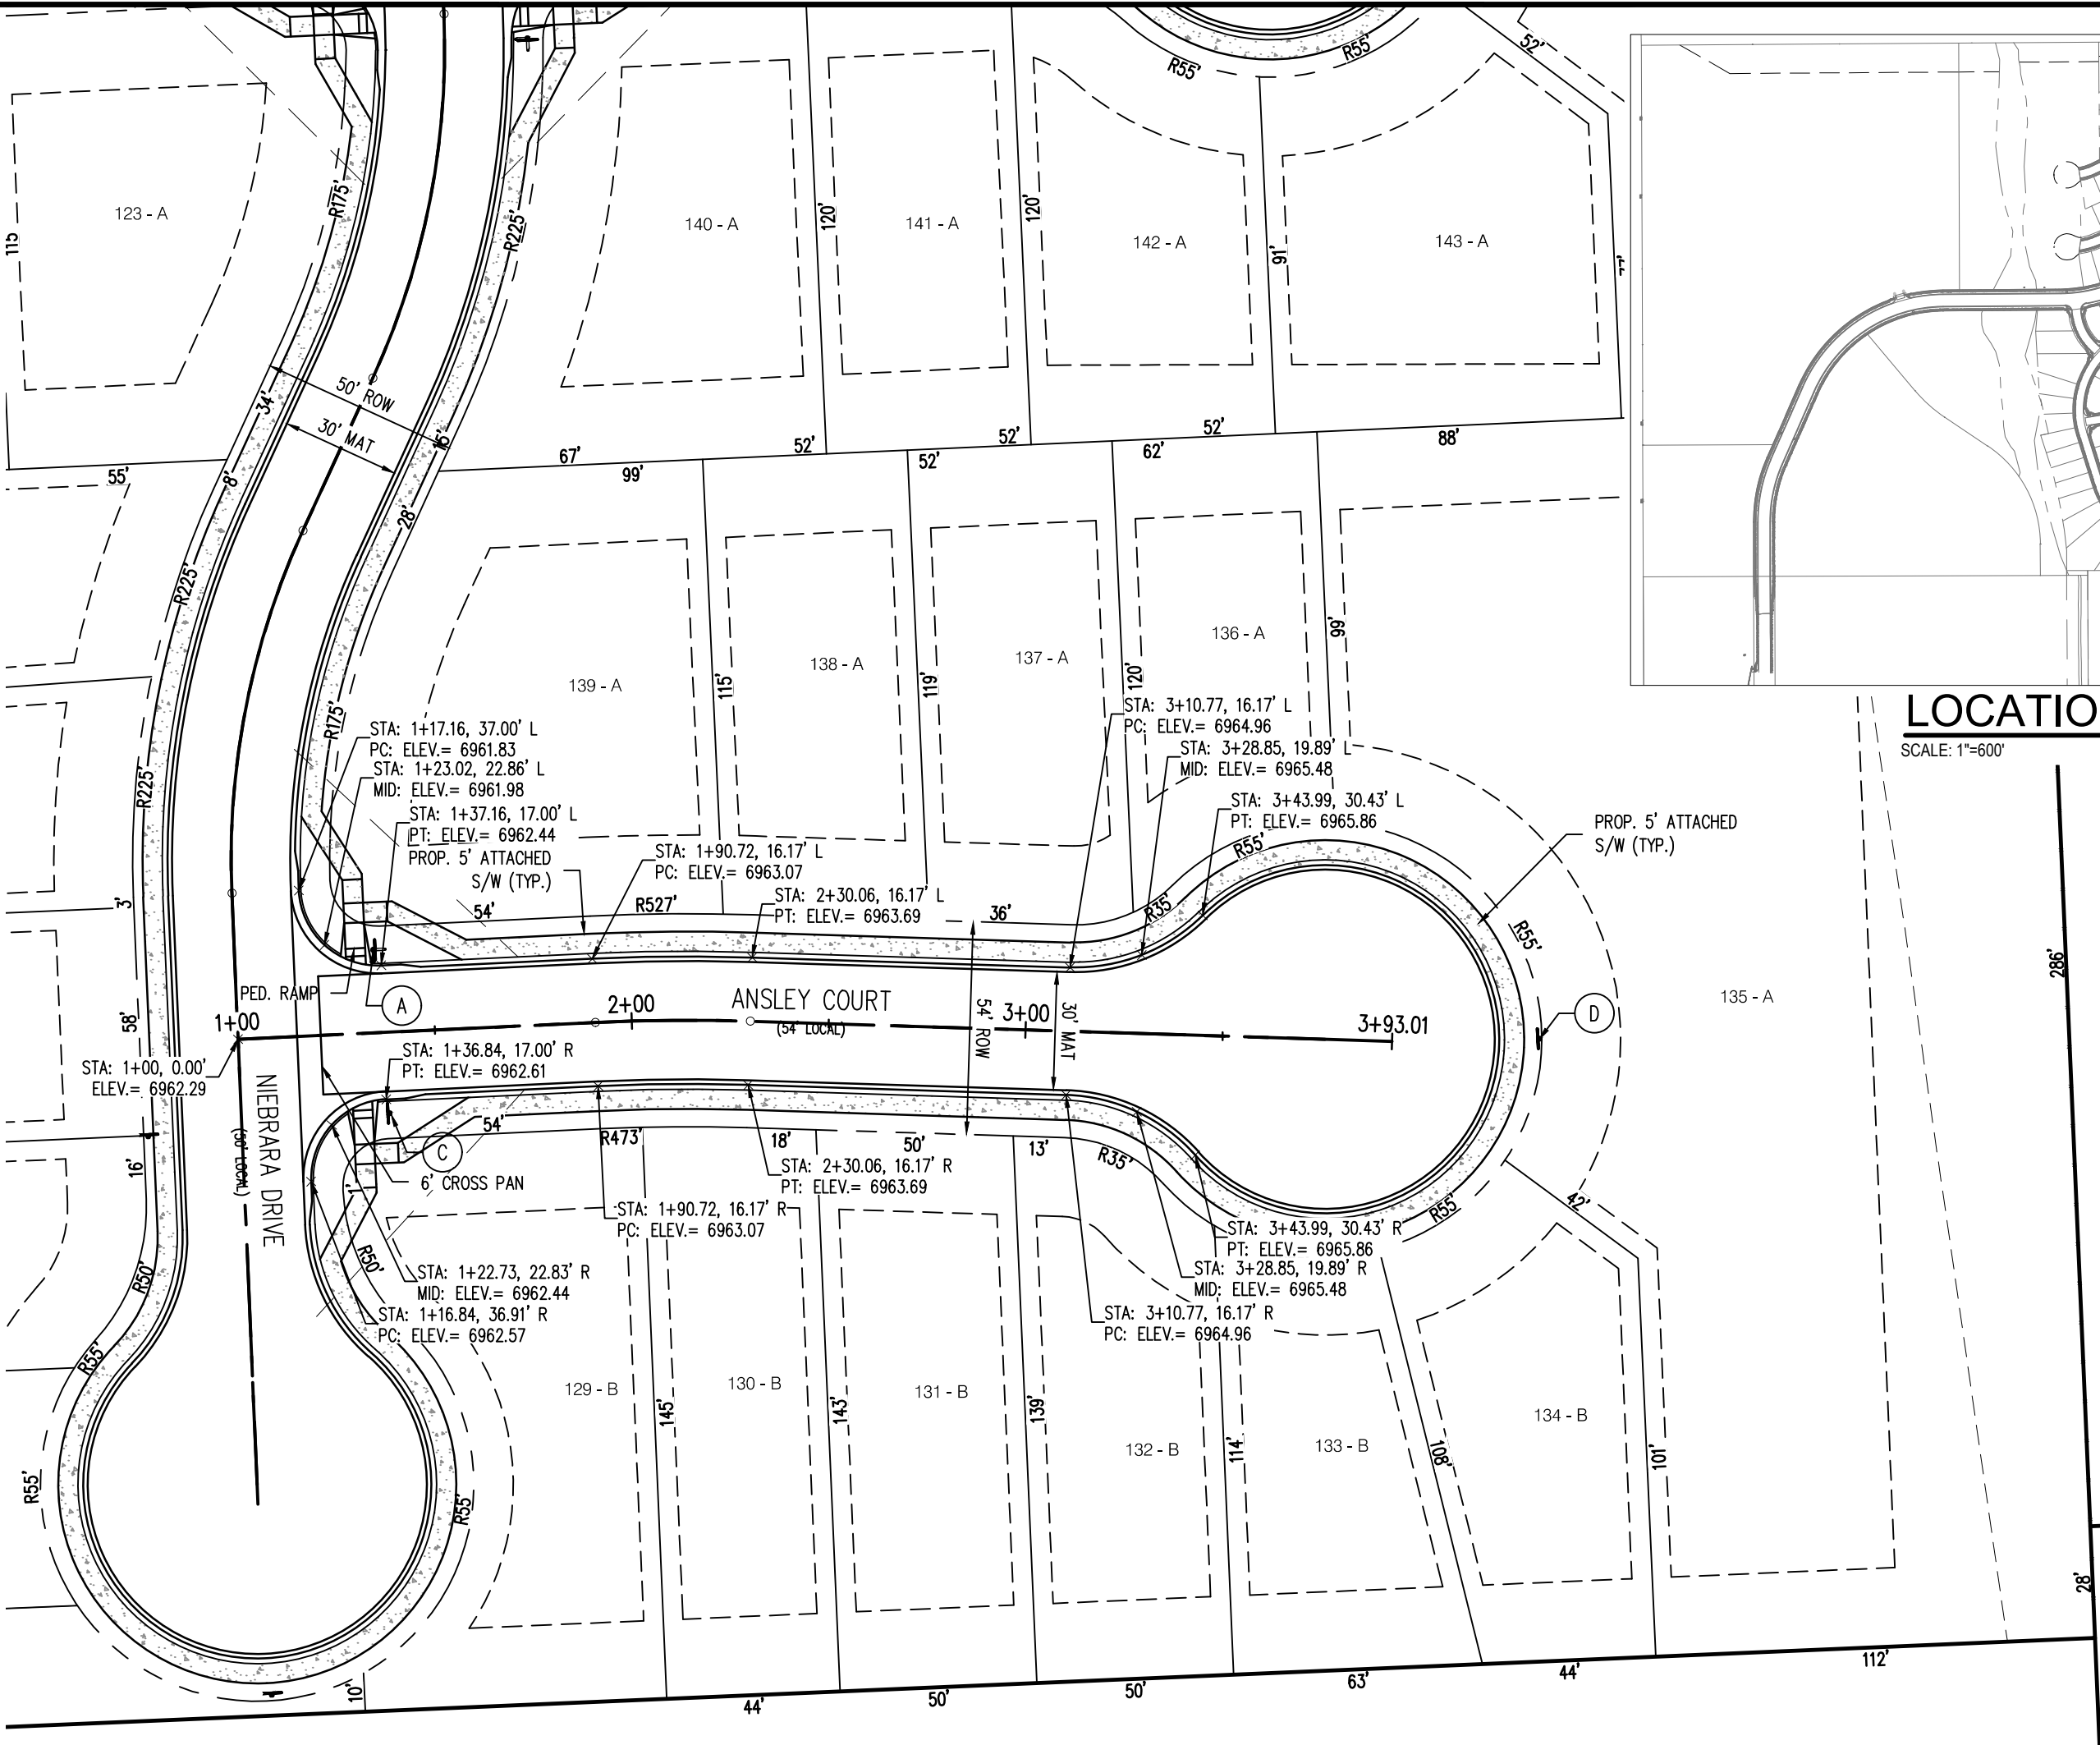 R55'
R55'
52'
123 - A
R175'
R225'
115
140 - A
120'
141 - A
120'
142 - A
91'
143 - A
50' ROW
30' MAT
34'
15'
8'
28'
55'
67'
99'
52'
52'
52'
62'
52'
88'
R225'
139 - A
115'
138 - A
119'
137 - A
120'
136 - A
99'
LOCATIO
SCALE: 1"=600'
R175'
R225'
STA: 1+17.16, 37.00' L
PC: ELEV.= 6961.83
STA: 1+23.02, 22.86' L
MID: ELEV.= 6961.98
STA: 1+37.16, 17.00' L
PT: ELEV.= 6962.44
PROP. 5' ATTACHED
S/W (TYP.)
STA: 1+90.72, 16.17' L
PC: ELEV.= 6963.07
STA: 2+30.06, 16.17' L
PT: ELEV.= 6963.69
STA: 3+10.77, 16.17' L
PC: ELEV.= 6964.96
STA: 3+28.85, 19.89' L
MID: ELEV.= 6965.48
STA: 3+43.99, 30.43' L
PT: ELEV.= 6965.86
PROP. 5' ATTACHED
S/W (TYP.)
3'
54'
R527'
36'
R35'
R55'
R55'
286'
135 - A
PED. RAMP
A
58'
1+00
2+00
ANSLEY COURT
(54' LOCAL)
54' ROW
3+00
30' MAT
3+93.01
D
STA: 1+00, 0.00'
ELEV.= 6962.29
STA: 1+36.84, 17.00' R
PT: ELEV.= 6962.61
NIEBRARA DRIVE
(50' LOCAL)
16'
C
54'
6' CROSS PAN
1'
R473'
18'
50'
13'
R35'
R55'
42'
STA: 2+30.06, 16.17' R
PT: ELEV.= 6963.69
STA: 1+90.72, 16.17' R
PC: ELEV.= 6963.07
STA: 3+43.99, 30.43' R
PT: ELEV.= 6965.86
STA: 3+28.85, 19.89' R
MID: ELEV.= 6965.48
STA: 3+10.77, 16.17' R
PC: ELEV.= 6964.96
R50'
R50'
STA: 1+22.73, 22.83' R
MID: ELEV.= 6962.44
STA: 1+16.84, 36.91' R
PC: ELEV.= 6962.57
R55'
R55'
R55'
129 - B
145'
130 - B
143'
131 - B
139'
132 - B
114'
133 - B
108'
134 - B
101'
28'
10'
44'
50'
50'
63'
44'
112'